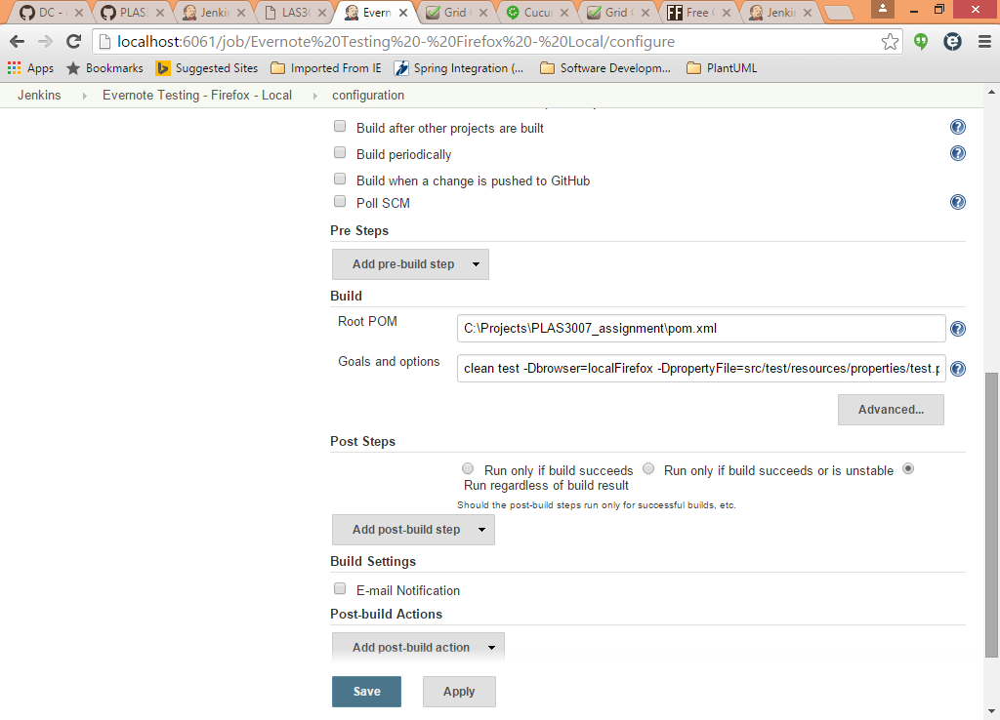 DC -
PLAS
Jenki
LAS30
Evern
Grid
Cucu
Grid
Free
Jenki
localhost:6061/job/Evernote%20Testing%20-%20Firefox%20-%20Local/configure
Apps Bookmarks Suggested Sites Imported From IE Spring Integration (... Software Developm... PlantUML
Jenkins Evernote Testing - Firefox - Local configuration
Build after other projects are built
Build periodically
Build when a change is pushed to GitHub
Poll SCM
Pre Steps
Add pre-build step
Build
Root POM C:\Projects\PLAS3007_assignment\pom.xml
Goals and options clean test -Dbrowser=localFirefox -DpropertyFile=src/test/resources/properties/test.p
Advanced...
Post Steps
Run only if build succeeds Run only if build succeeds or is unstable
Run regardless of build result
Should the post-build steps run only for successful builds, etc.
Add post-build step
Build Settings
E-mail Notification
Post-build Actions
Add post-build action
Save Apply